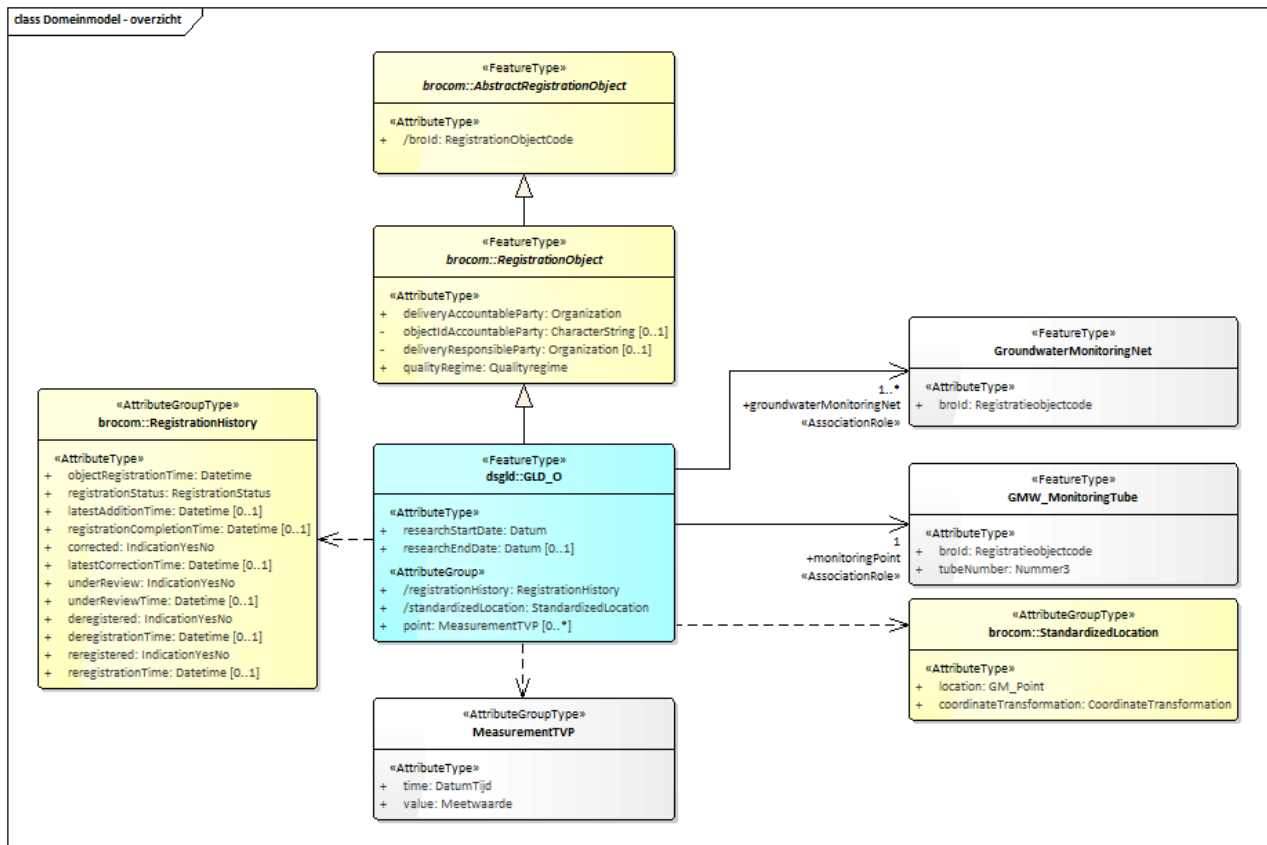 class Domeinmodel - overzicht
«FeatureType»
brocom::AbstractRegistrationObject
«AttributeType»
+ /broId: RegistrationObjectCode
«FeatureType»
brocom::RegistrationObject
«AttributeType»
+ deliveryAccountableParty: Organization
- objectIdAccountableParty: CharacterString [0..1]
- deliveryResponsibleParty: Organization [0..1]
+ qualityRegime: Qualityregime
«AttributeGroupType»
brocom::RegistrationHistory
«AttributeType»
+ objectRegistrationTime: Datetime
+ registrationStatus: RegistrationStatus
+ latestAdditionTime: Datetime [0..1]
+ registrationCompletionTime: Datetime [0..1]
+ corrected: IndicationYesNo
+ latestCorrectionTime: Datetime [0..1]
+ underReview: IndicationYesNo
+ underReviewTime: Datetime [0..1]
+ deregistered: IndicationYesNo
+ deregistrationTime: Datetime [0..1]
+ reregistered: IndicationYesNo
+ reregistrationTime: Datetime [0..1]
«FeatureType»
dsgld::GLD_O
«AttributeType»
+ researchStartDate: Datum
+ researchEndDate: Datum [0..1]
«AttributeGroup»
+ /registrationHistory: RegistrationHistory
+ /standardizedLocation: StandardizedLocation
+ point: MeasurementTVP [0..*]
1..*
+groundwaterMonitoringNet
«AssociationRole»
«FeatureType»
GroundwaterMonitoringNet
«AttributeType»
+ broId: Registratieobjectcode
1
+monitoringPoint
«AssociationRole»
«FeatureType»
GMW_MonitoringTube
«AttributeType»
+ broId: Registratieobjectcode
+ tubeNumber: Nummer3
«AttributeGroupType»
brocom::StandardizedLocation
«AttributeType»
+ location: GM_Point
+ coordinateTransformation: CoordinateTransformation
«AttributeGroupType»
MeasurementTVP
«AttributeType»
+ time: DatumTijd
+ value: Meetwaarde